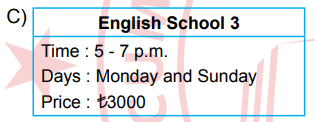 C)
English School 3
Time : 5 - 7 p.m.
Days : Monday and Sunday
Price : ₺3000